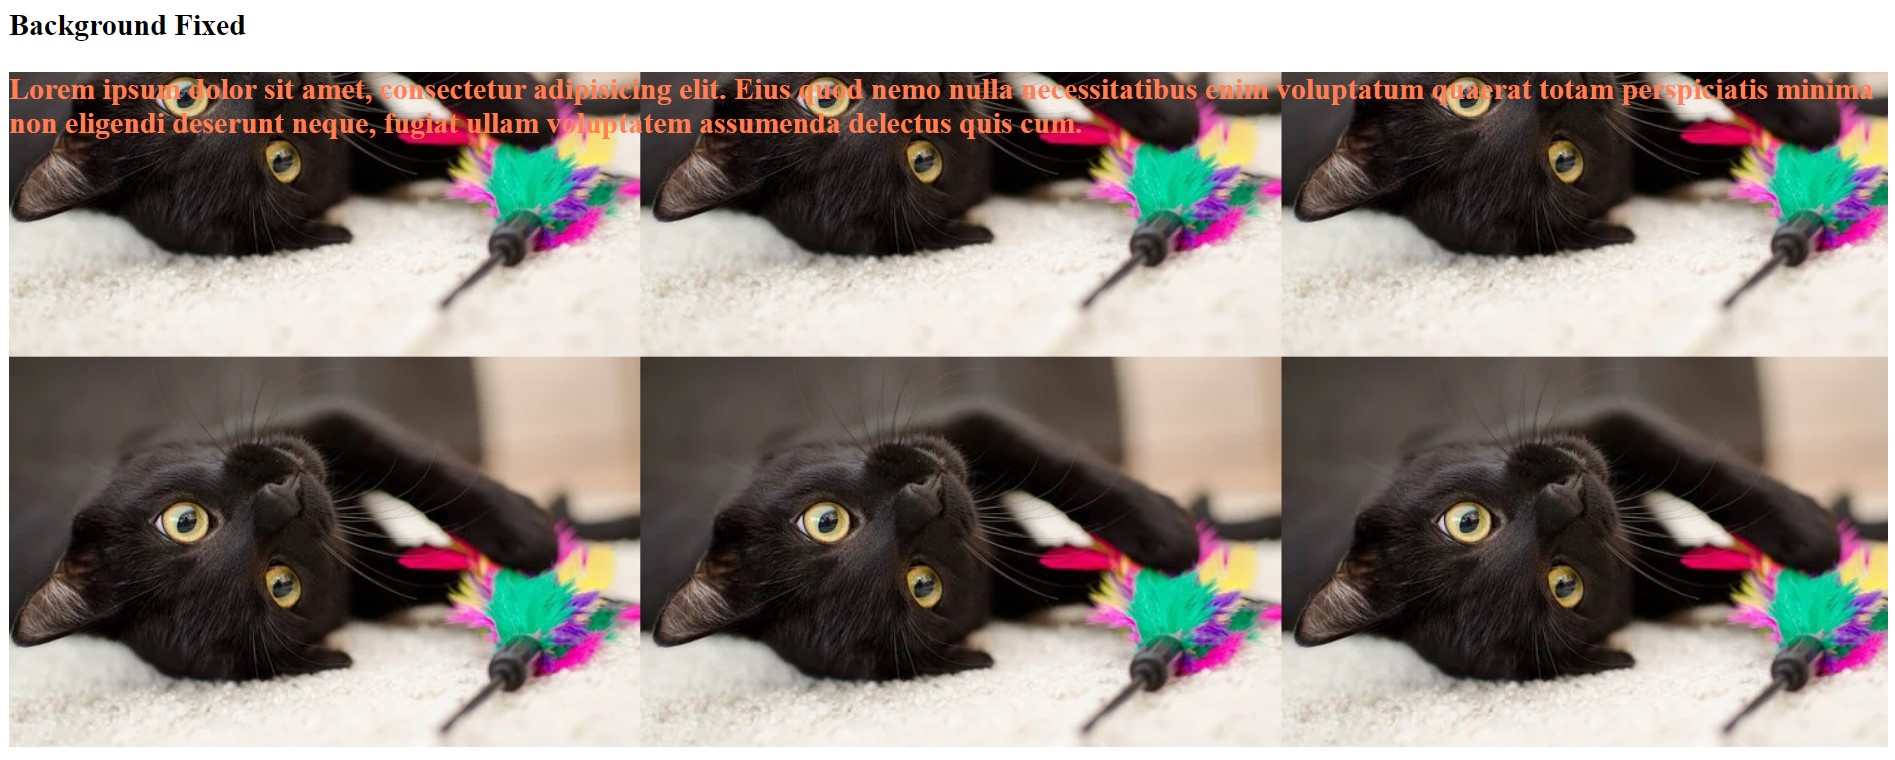 Background Fixed
Lorem ipsum dolor sit amet, consectetur adipisicing elit. Eius quod nemo nulla necessitatibus enim voluptatum quaerat totam perspiciatis minima
non eligendi deserunt neque, fugiat ullam voluptatem assumenda delectus quis cum.